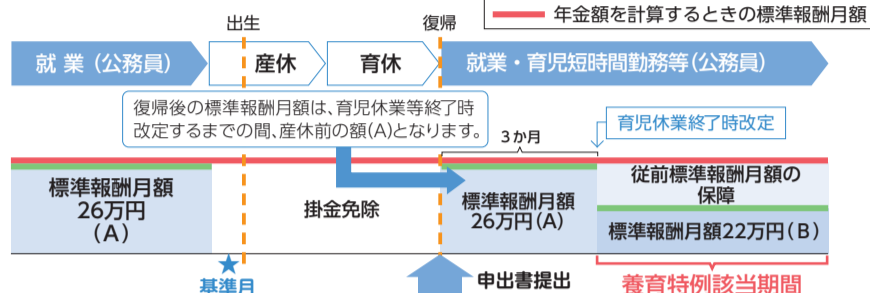 年金額を計算するときの標準報酬月額
出生
復帰
就 業（公務員）
産休
育休
就業・育児短時間勤務等（公務員）
復帰後の標準報酬月額は、育児休業等終了時
改定するまでの間、産休前の額(A)となります。
3か月
育児休業終了時改定
標準報酬月額
26万円
（A）
掛金免除
標準報酬月額
26万円（A）
従前標準報酬月額の
保障
標準報酬月額22万円（B）
基準月
申出書提出
養育特例該当期間